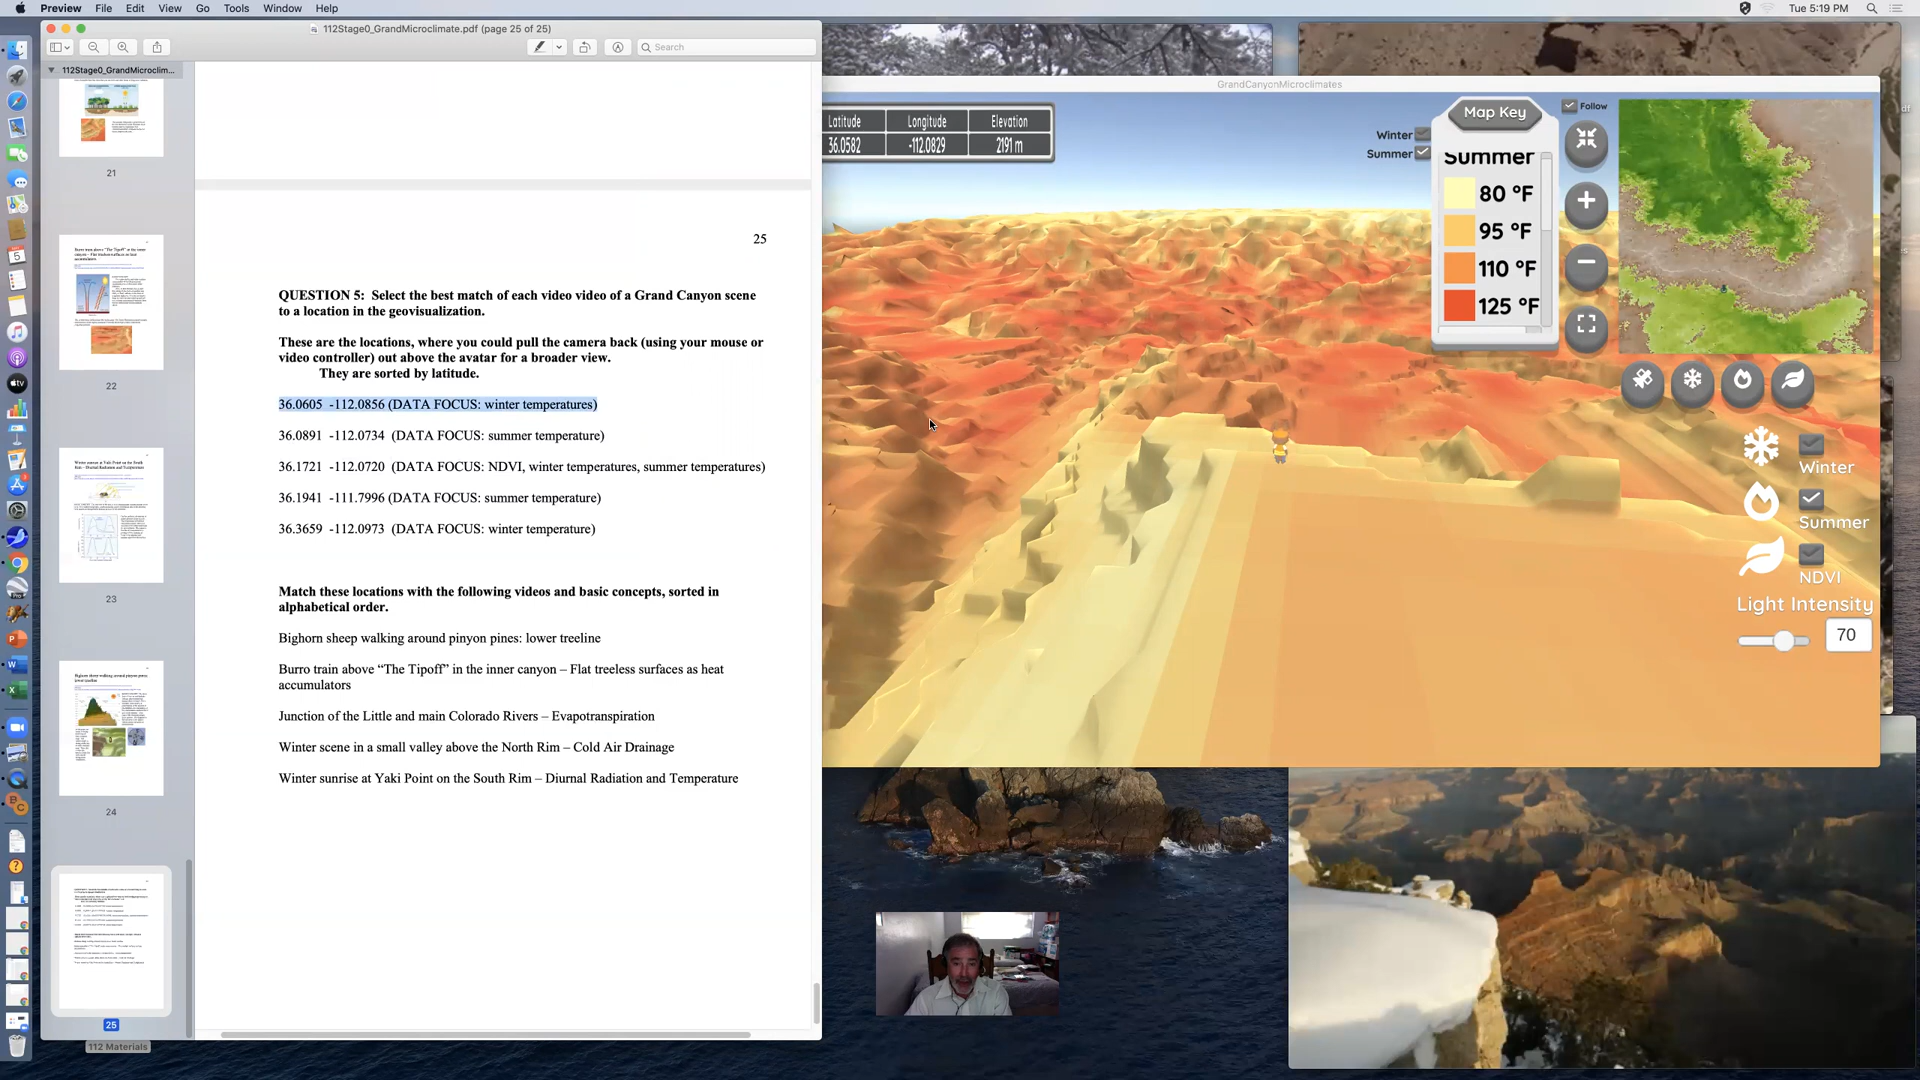 Preview File Edit View Go Tools Window Help
Tue 5:19 PM
112Stage0_GrandMicroclimate.pdf (page 25 of 25)
Search
112Stage0_GrandMicroclim...
21
22
23
24
25
112 Materials
25
QUESTION 5: Select the best match of each video video of a Grand Canyon scene
to a location in the geovisualization.
These are the locations, where you could pull the camera back (using your mouse or
video controller) out above the avatar for a broader view.
They are sorted by latitude.
36.0605 -112.0856 (DATA FOCUS: winter temperatures)
36.0891 -112.0734 (DATA FOCUS: summer temperature)
36.1721 -112.0720 (DATA FOCUS: NDVI, winter temperatures, summer temperatures)
36.1941 -111.7996 (DATA FOCUS: summer temperature)
36.3659 -112.0973 (DATA FOCUS: winter temperature)
Match these locations with the following videos and basic concepts, sorted in
alphabetical order.
Bighorn sheep walking around pinyon pines: lower treeline
Burro train above “The Tipoff” in the inner canyon – Flat treeless surfaces as heat
accumulators
Junction of the Little and main Colorado Rivers – Evapotranspiration
Winter scene in a small valley above the North Rim – Cold Air Drainage
Winter sunrise at Yaki Point on the South Rim – Diurnal Radiation and Temperature
GrandCanyonMicroclimates
Latitude Longitude Elevation
36.0582 -112.0829 2191 m
Winter
Summer
Map Key
Summer
80 °F
95 °F
110 °F
125 °F
Follow
Winter
Summer
NDVI
Light Intensity
70